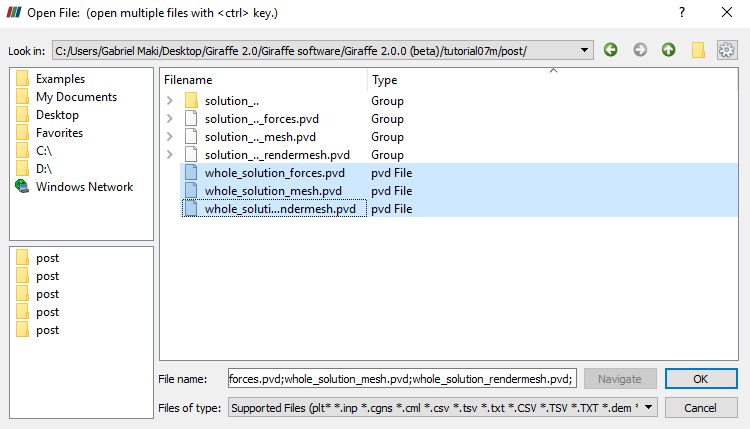 Open File: (open multiple files with <ctrl> key.)
? ×
Look in: C:/Users/Gabriel Maki/Desktop/Giraffe 2.0/Giraffe software/Giraffe 2.0.0 (beta)/tutorial07m/post/
Examples
My Documents
Desktop
Favorites
C:\
D:\
Windows Network
post
post
post
post
post
Filename Type
solution_.. Group
solution_.._forces.pvd Group
solution_.._mesh.pvd Group
solution_.._rendermesh.pvd Group
whole_solution_forces.pvd pvd File
whole_solution_mesh.pvd pvd File
whole_soluti...ndermesh.pvd pvd File
File name: forces.pvd;whole_solution_mesh.pvd;whole_solution_rendermesh.pvd; Navigate OK
Files of type: Supported Files (plt* *.inp *.cgns *.cml *.csv *.tsv *.txt *.CSV *.TSV *.TXT *.dem * Cancel